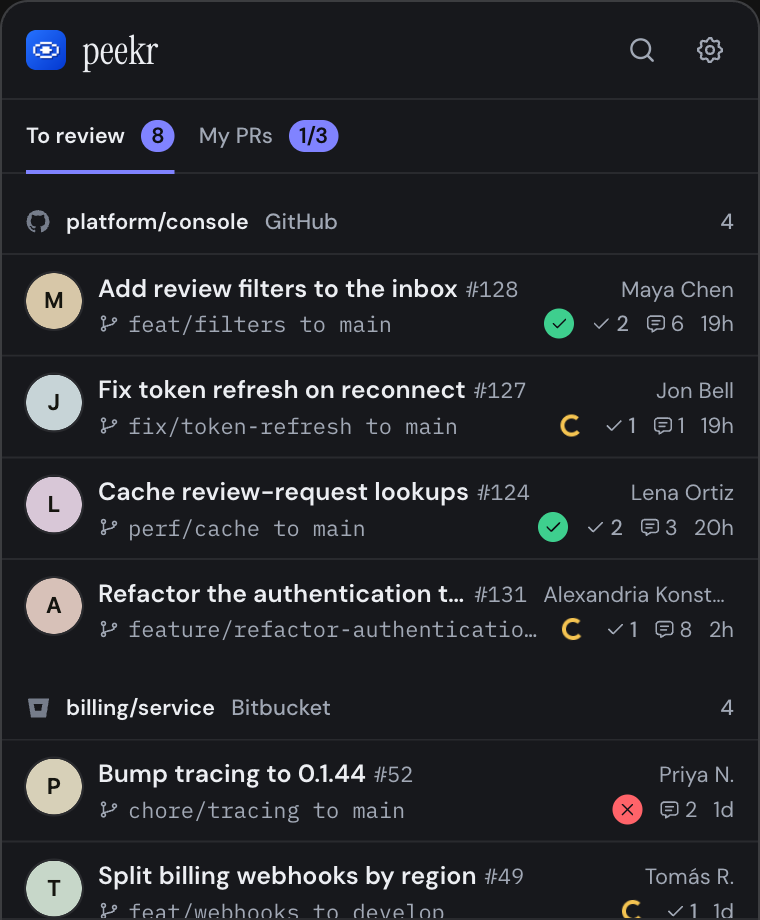 peekr
To review 8 My PRs 1/3
platform/console GitHub 4
M Add review filters to the inbox #128 Maya Chen
feat/filters to main 2 6 19h
J Fix token refresh on reconnect #127 Jon Bell
fix/token-refresh to main 1 1 19h
L Cache review-request lookups #124 Lena Ortiz
perf/cache to main 2 3 20h
A Refactor the authentication t… #131 Alexandria Konst…
feature/refactor-authenticatio… 1 8 2h
billing/service Bitbucket 4
P Bump tracing to 0.1.44 #52 Priya N.
chore/tracing to main 2 1d
T Split billing webhooks by region #49 Tomás R.
feat/webhooks to develop 1 1d